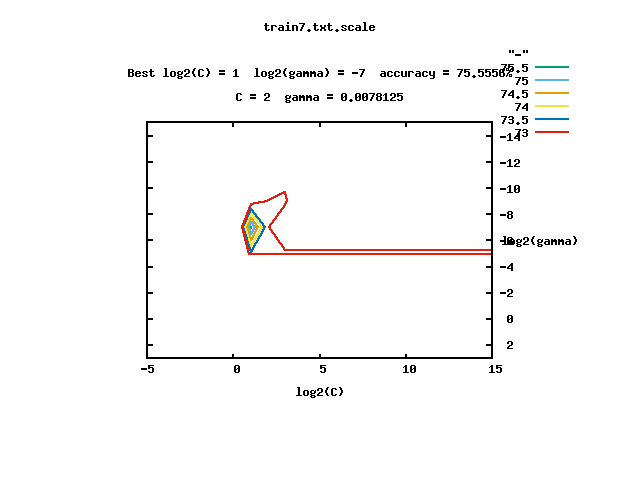 train7.txt.scale
"-"
Best log2(C) = 1 log2(gamma) = -7 accuracy = 75.5556%
75.5
75
C = 2 gamma = 0.0078125
74.5
74
73.5
73
-14
-12
-10
-8
-6
log2(gamma)
-4
-2
0
2
-5 0 5 10 15
log2(C)